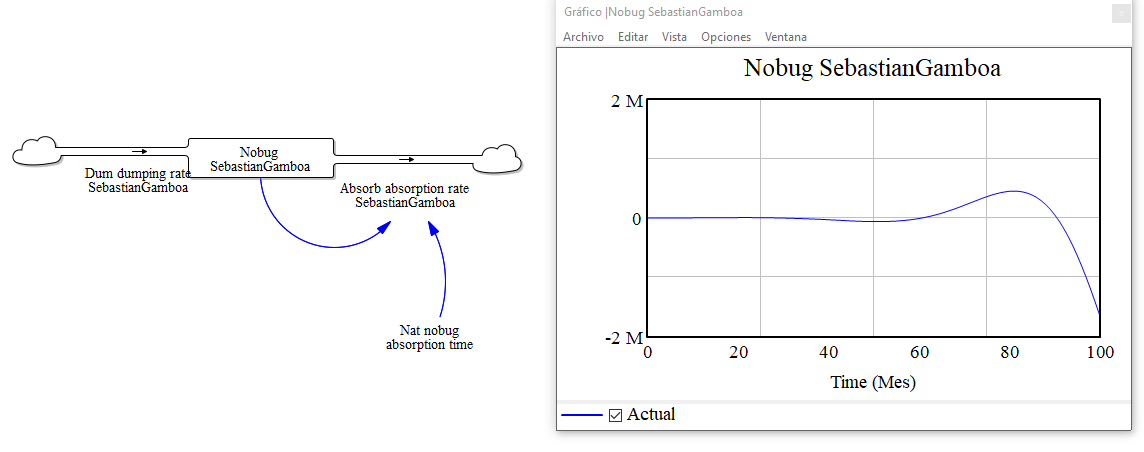 Nobug
SebastianGamboa
Dum dumping rate
SebastianGamboa
Absorb absorption rate
SebastianGamboa
Nat nobug
absorption time
Gráfico |Nobug SebastianGamboa
Archivo Editar Vista Opciones Ventana
Nobug SebastianGamboa
2 M
0
-2 M
0 20 40 60 80 100
Time (Mes)
Actual